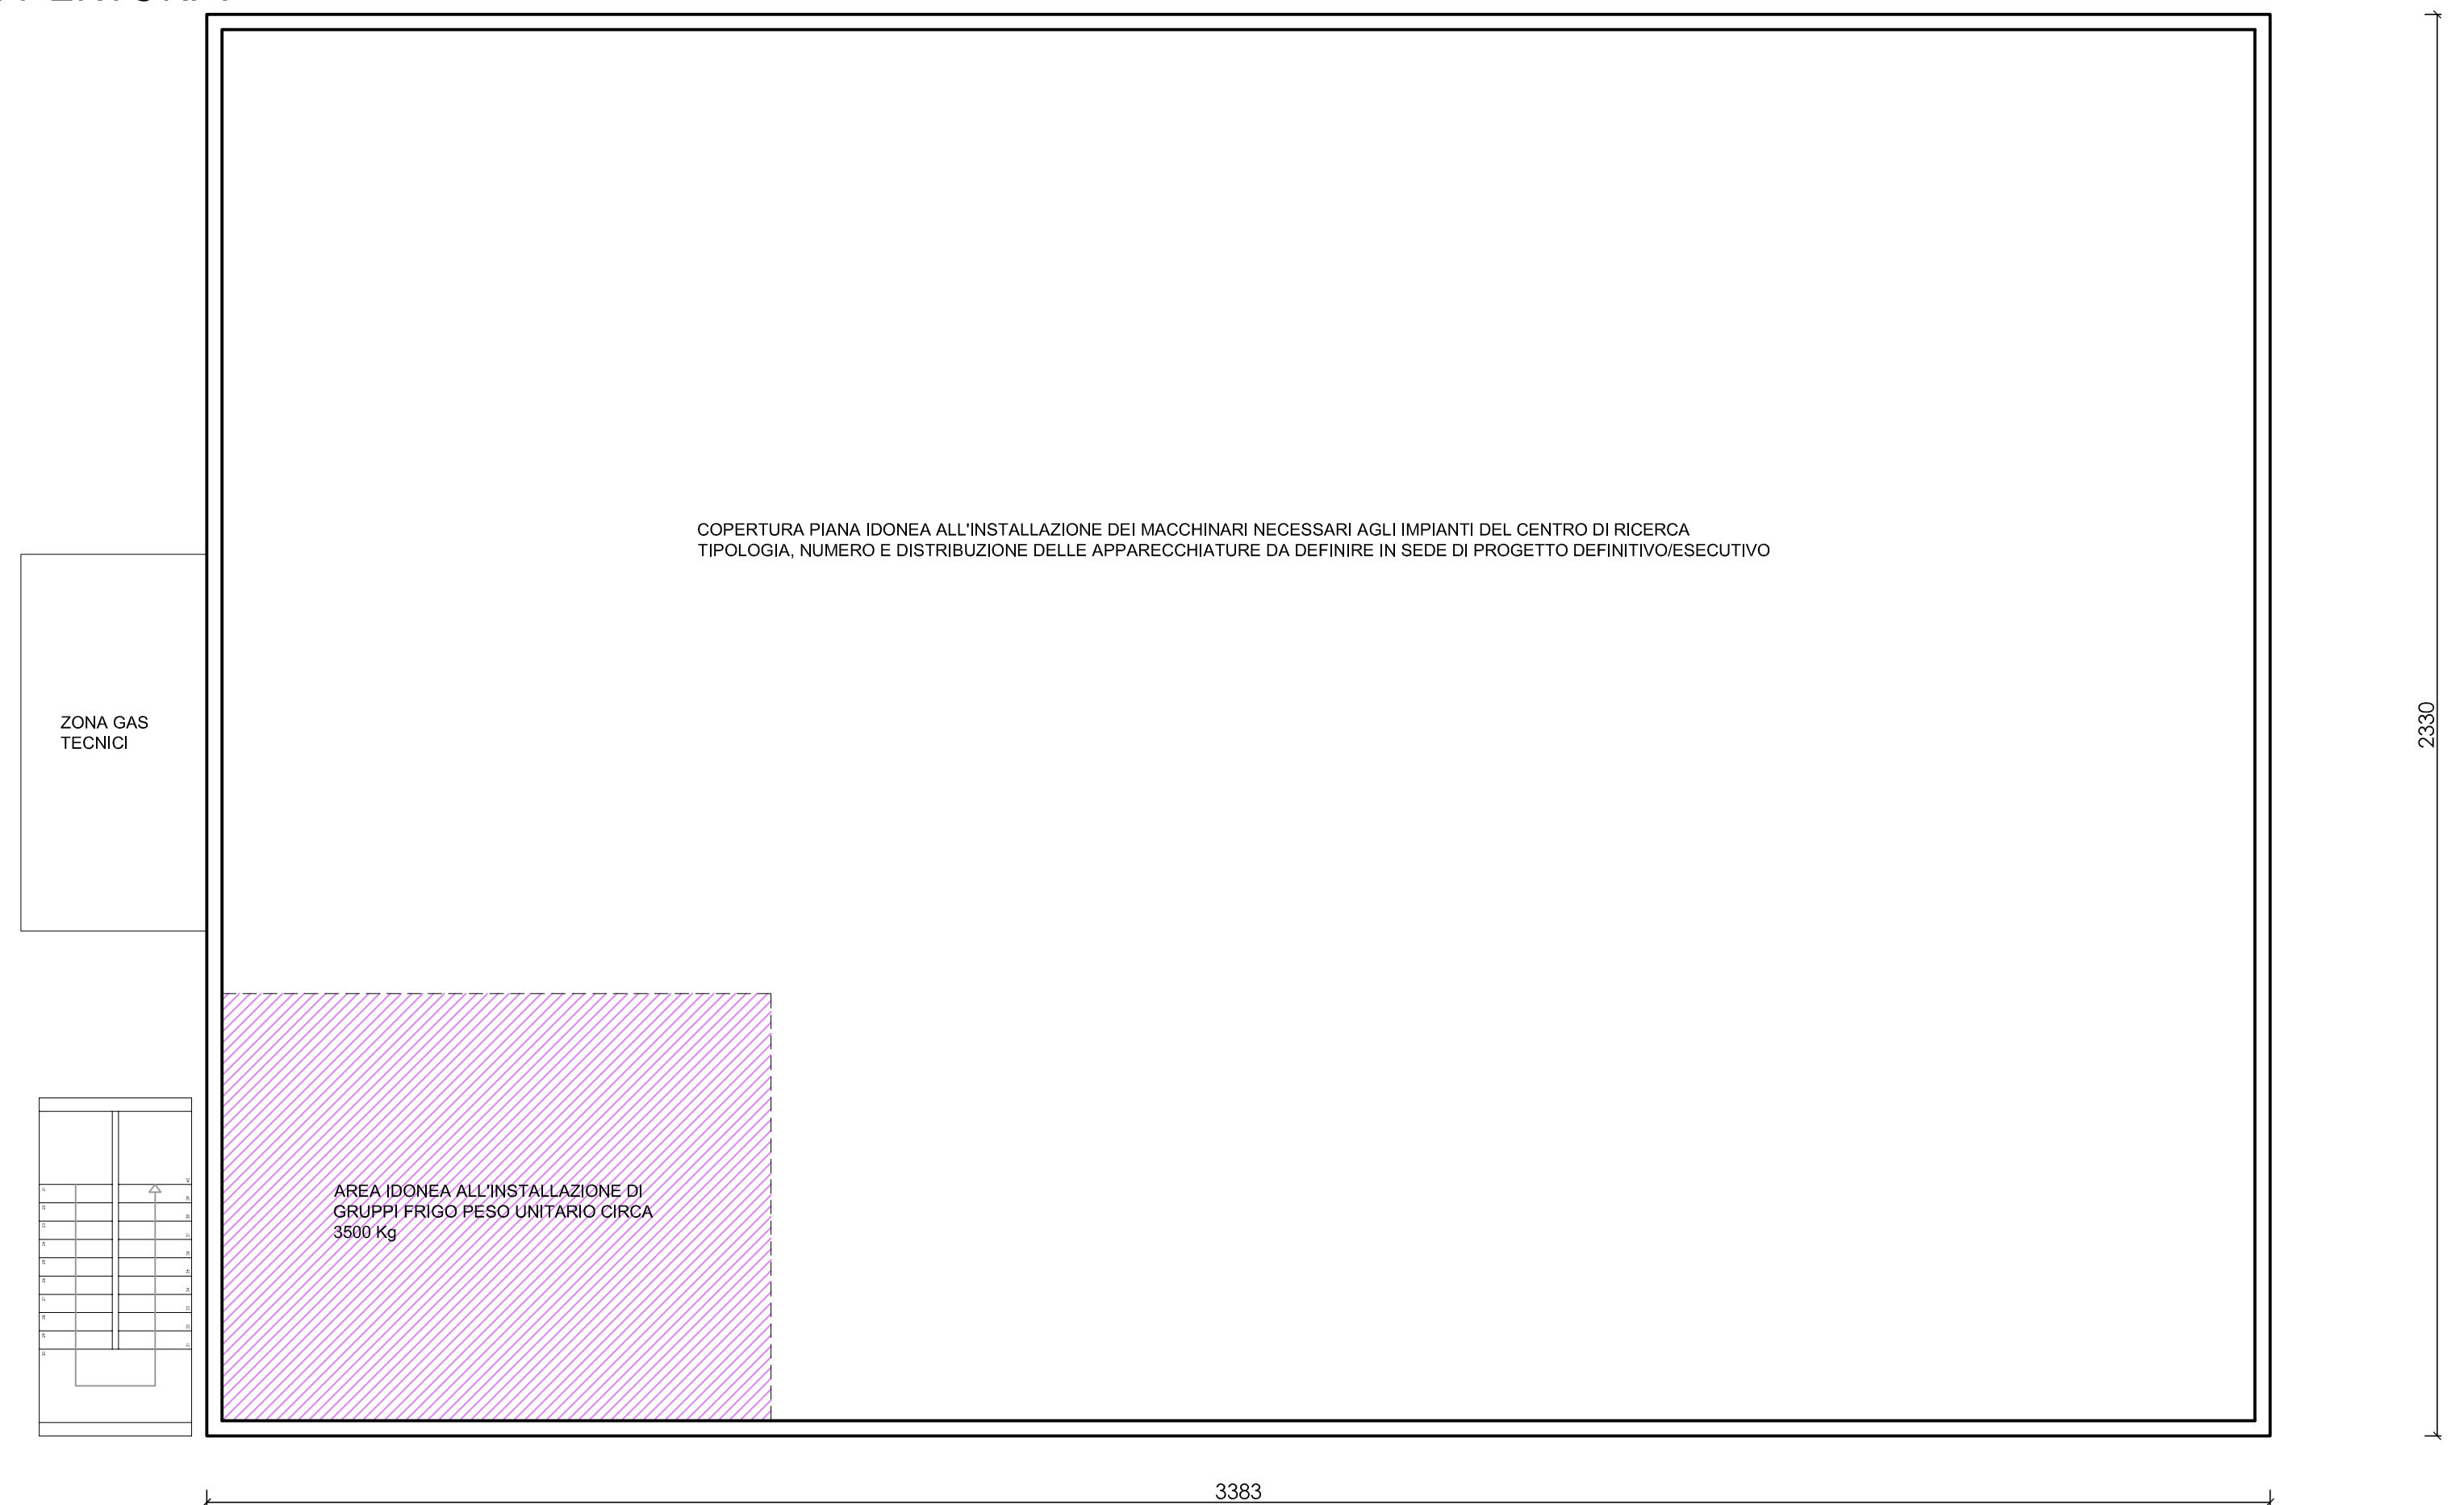 COPERTURA PIANA IDONEA ALL'INSTALLAZIONE DEI MACCHINARI NECESSARI AGLI IMPIANTI DEL CENTRO DI RICERCA
TIPOLOGIA, NUMERO E DISTRIBUZIONE DELLE APPARECCHIATURE DA DEFINIRE IN SEDE DI PROGETTO DEFINITIVO/ESECUTIVO
ZONA GAS
TECNICI
2330
AREA IDONEA ALL'INSTALLAZIONE DI
GRUPPI FRIGO PESO UNITARIO CIRCA
3500 Kg
3383